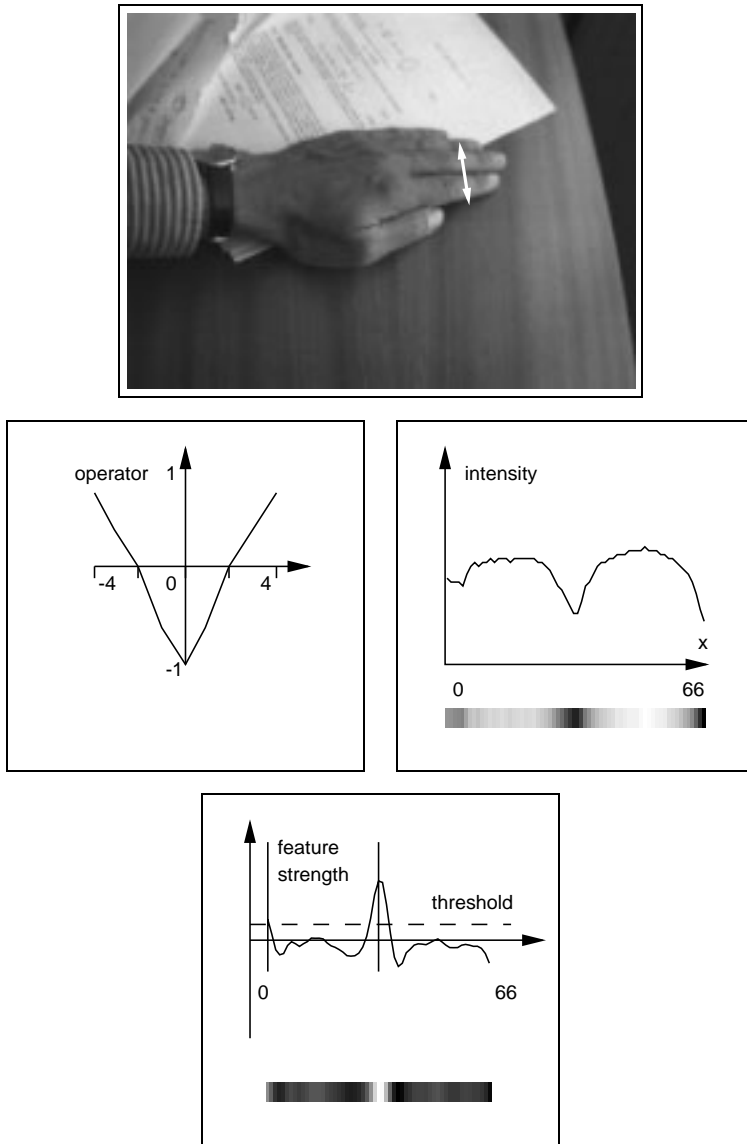 operator 1
-4 0 4
-1
intensity
x
0 66
feature
strength
threshold
0 66